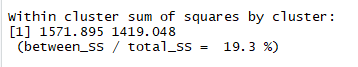 Within cluster sum of squares by cluster:
[1] 1571.895 1419.048
(between_SS / total_SS =  19.3 %)